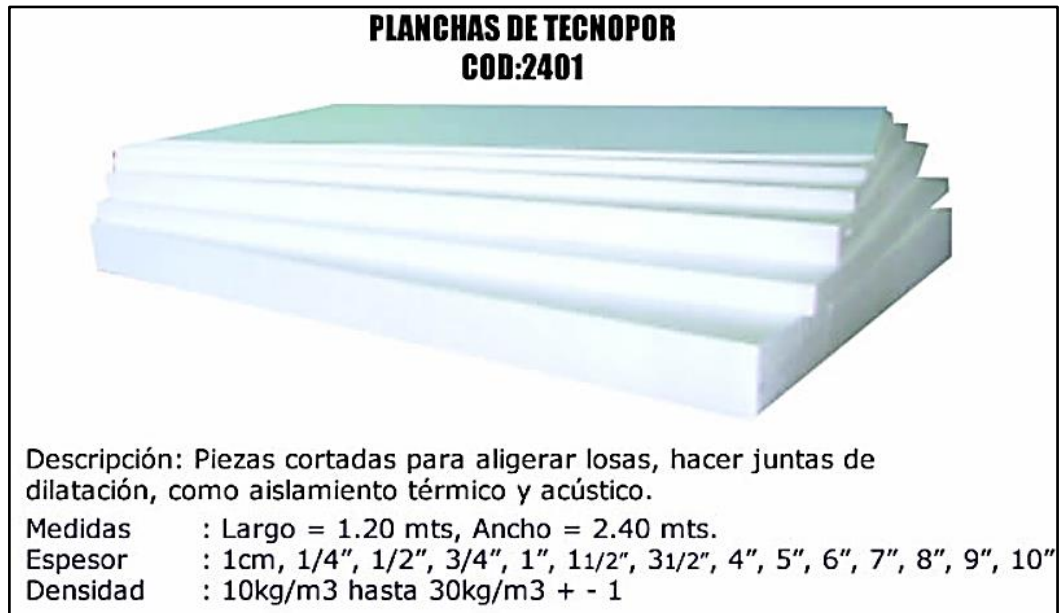 PLANCHAS DE TECNOPOR
COD:2401
Descripción: Piezas cortadas para aligerar losas, hacer juntas de
dilatación, como aislamiento térmico y acústico.
Medidas : Largo = 1.20 mts, Ancho = 2.40 mts.
Espesor : 1cm, 1/4”, 1/2”, 3/4”, 1”, 11/2”, 31/2”, 4”, 5”, 6”, 7”, 8”, 9”, 10”
Densidad : 10kg/m3 hasta 30kg/m3 + - 1